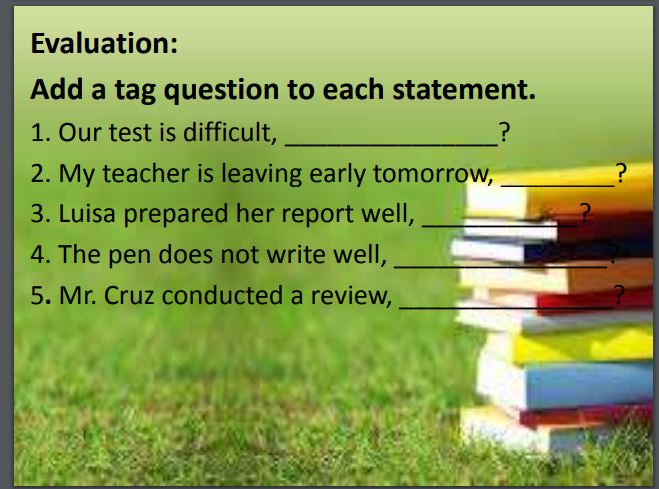 Evaluation:
Add a tag question to each statement.
1. Our test is difficult, _______________?
2. My teacher is leaving early tomorrow, ________?
3. Luisa prepared her report well, ___________?
4. The pen does not write well, _______________?
5. Mr. Cruz conducted a review, _______________?